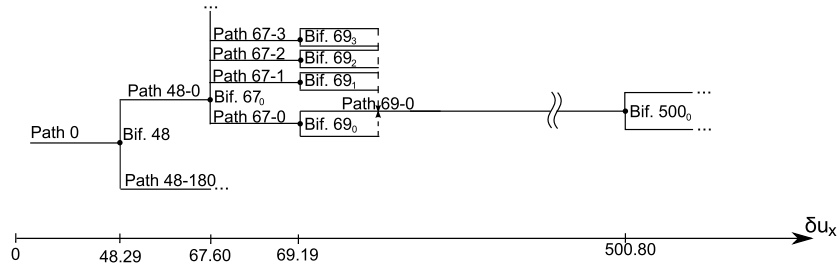 ...
Path 67-3 Bif. 69₃
Path 67-2 Bif. 69₂
Path 67-1 Bif. 69₁
Path 48-0 Bif. 67₀
Path 69-0
...
Path 67-0 Bif. 69₀
Bif. 500₀
Path 0 Bif. 48
...
Path 48-180 ...
δuₓ
0 48.29 67.60 69.19 500.80